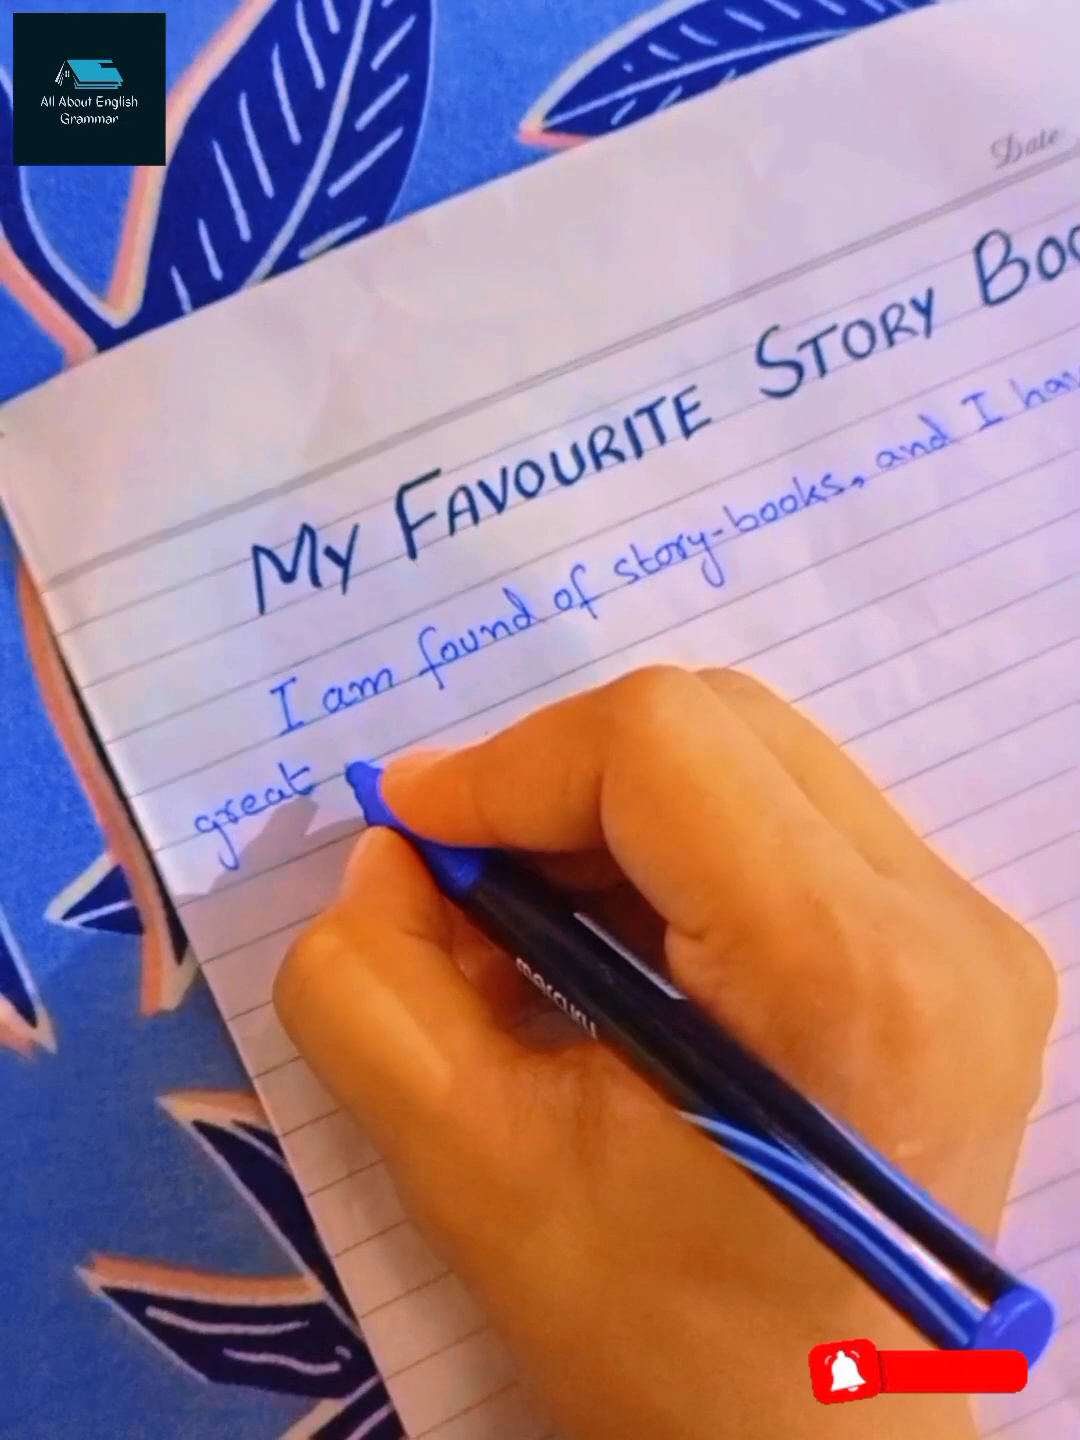 All About English
Grammar
Date
MY FAVOURITE STORY
I am found of story-books, and I
great
mercury